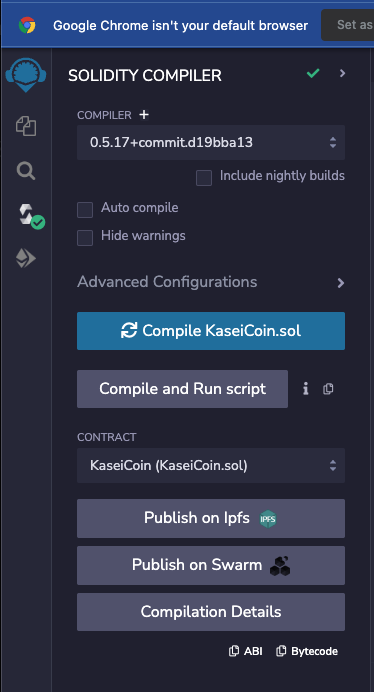 Google Chrome isn't your default browser
Set as
SOLIDITY COMPILER
COMPILER +
0.5.17+commit.d19bba13
Include nightly builds
Auto compile
Hide warnings
Advanced Configurations
Compile KaseiCoin.sol
Compile and Run script
CONTRACT
KaseiCoin (KaseiCoin.sol)
Publish on Ipfs IPFS
Publish on Swarm
Compilation Details
ABI Bytecode